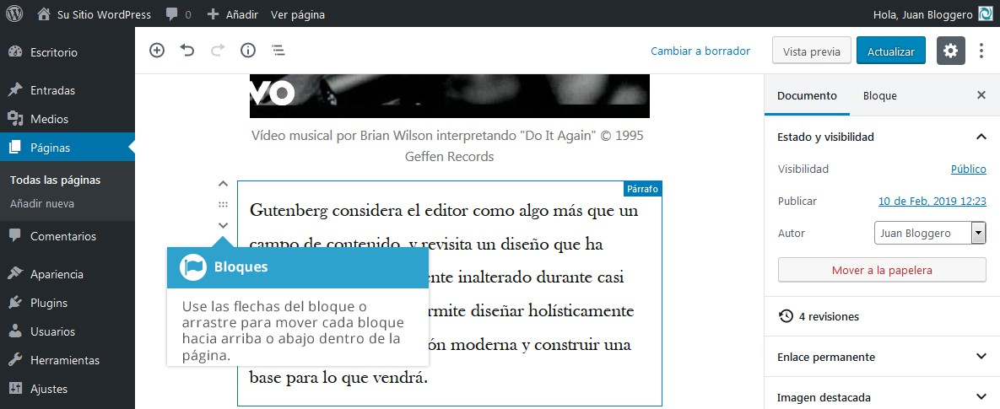 Su Sitio WordPress 0 Añadir Ver página Hola, Juan Bloggero
Cambiar a borrador Vista previa Actualizar
Escritorio
Entradas
Medios
Páginas
Todas las páginas
Añadir nueva
Comentarios
Apariencia
Plugins
Usuarios
Herramientas
Ajustes
VO
Vídeo musical por Brian Wilson interpretando "Do It Again" © 1995
Geffen Records
Párrafo
Gutenberg considera el editor como algo más que un
campo de contenido, y revisita un diseño que ha
nte inalterado durante casi
rmite diseñar holísticamente
ón moderna y construir una
base para lo que vendrá.
Bloques
Use las flechas del bloque o
arrastre para mover cada bloque
hacia arriba o abajo dentro de la
página.
Documento Bloque
Estado y visibilidad
Visibilidad Público
Publicar 10 de Feb, 2019 12:23
Autor Juan Bloggero
Mover a la papelera
4 revisiones
Enlace permanente
Imagen destacada